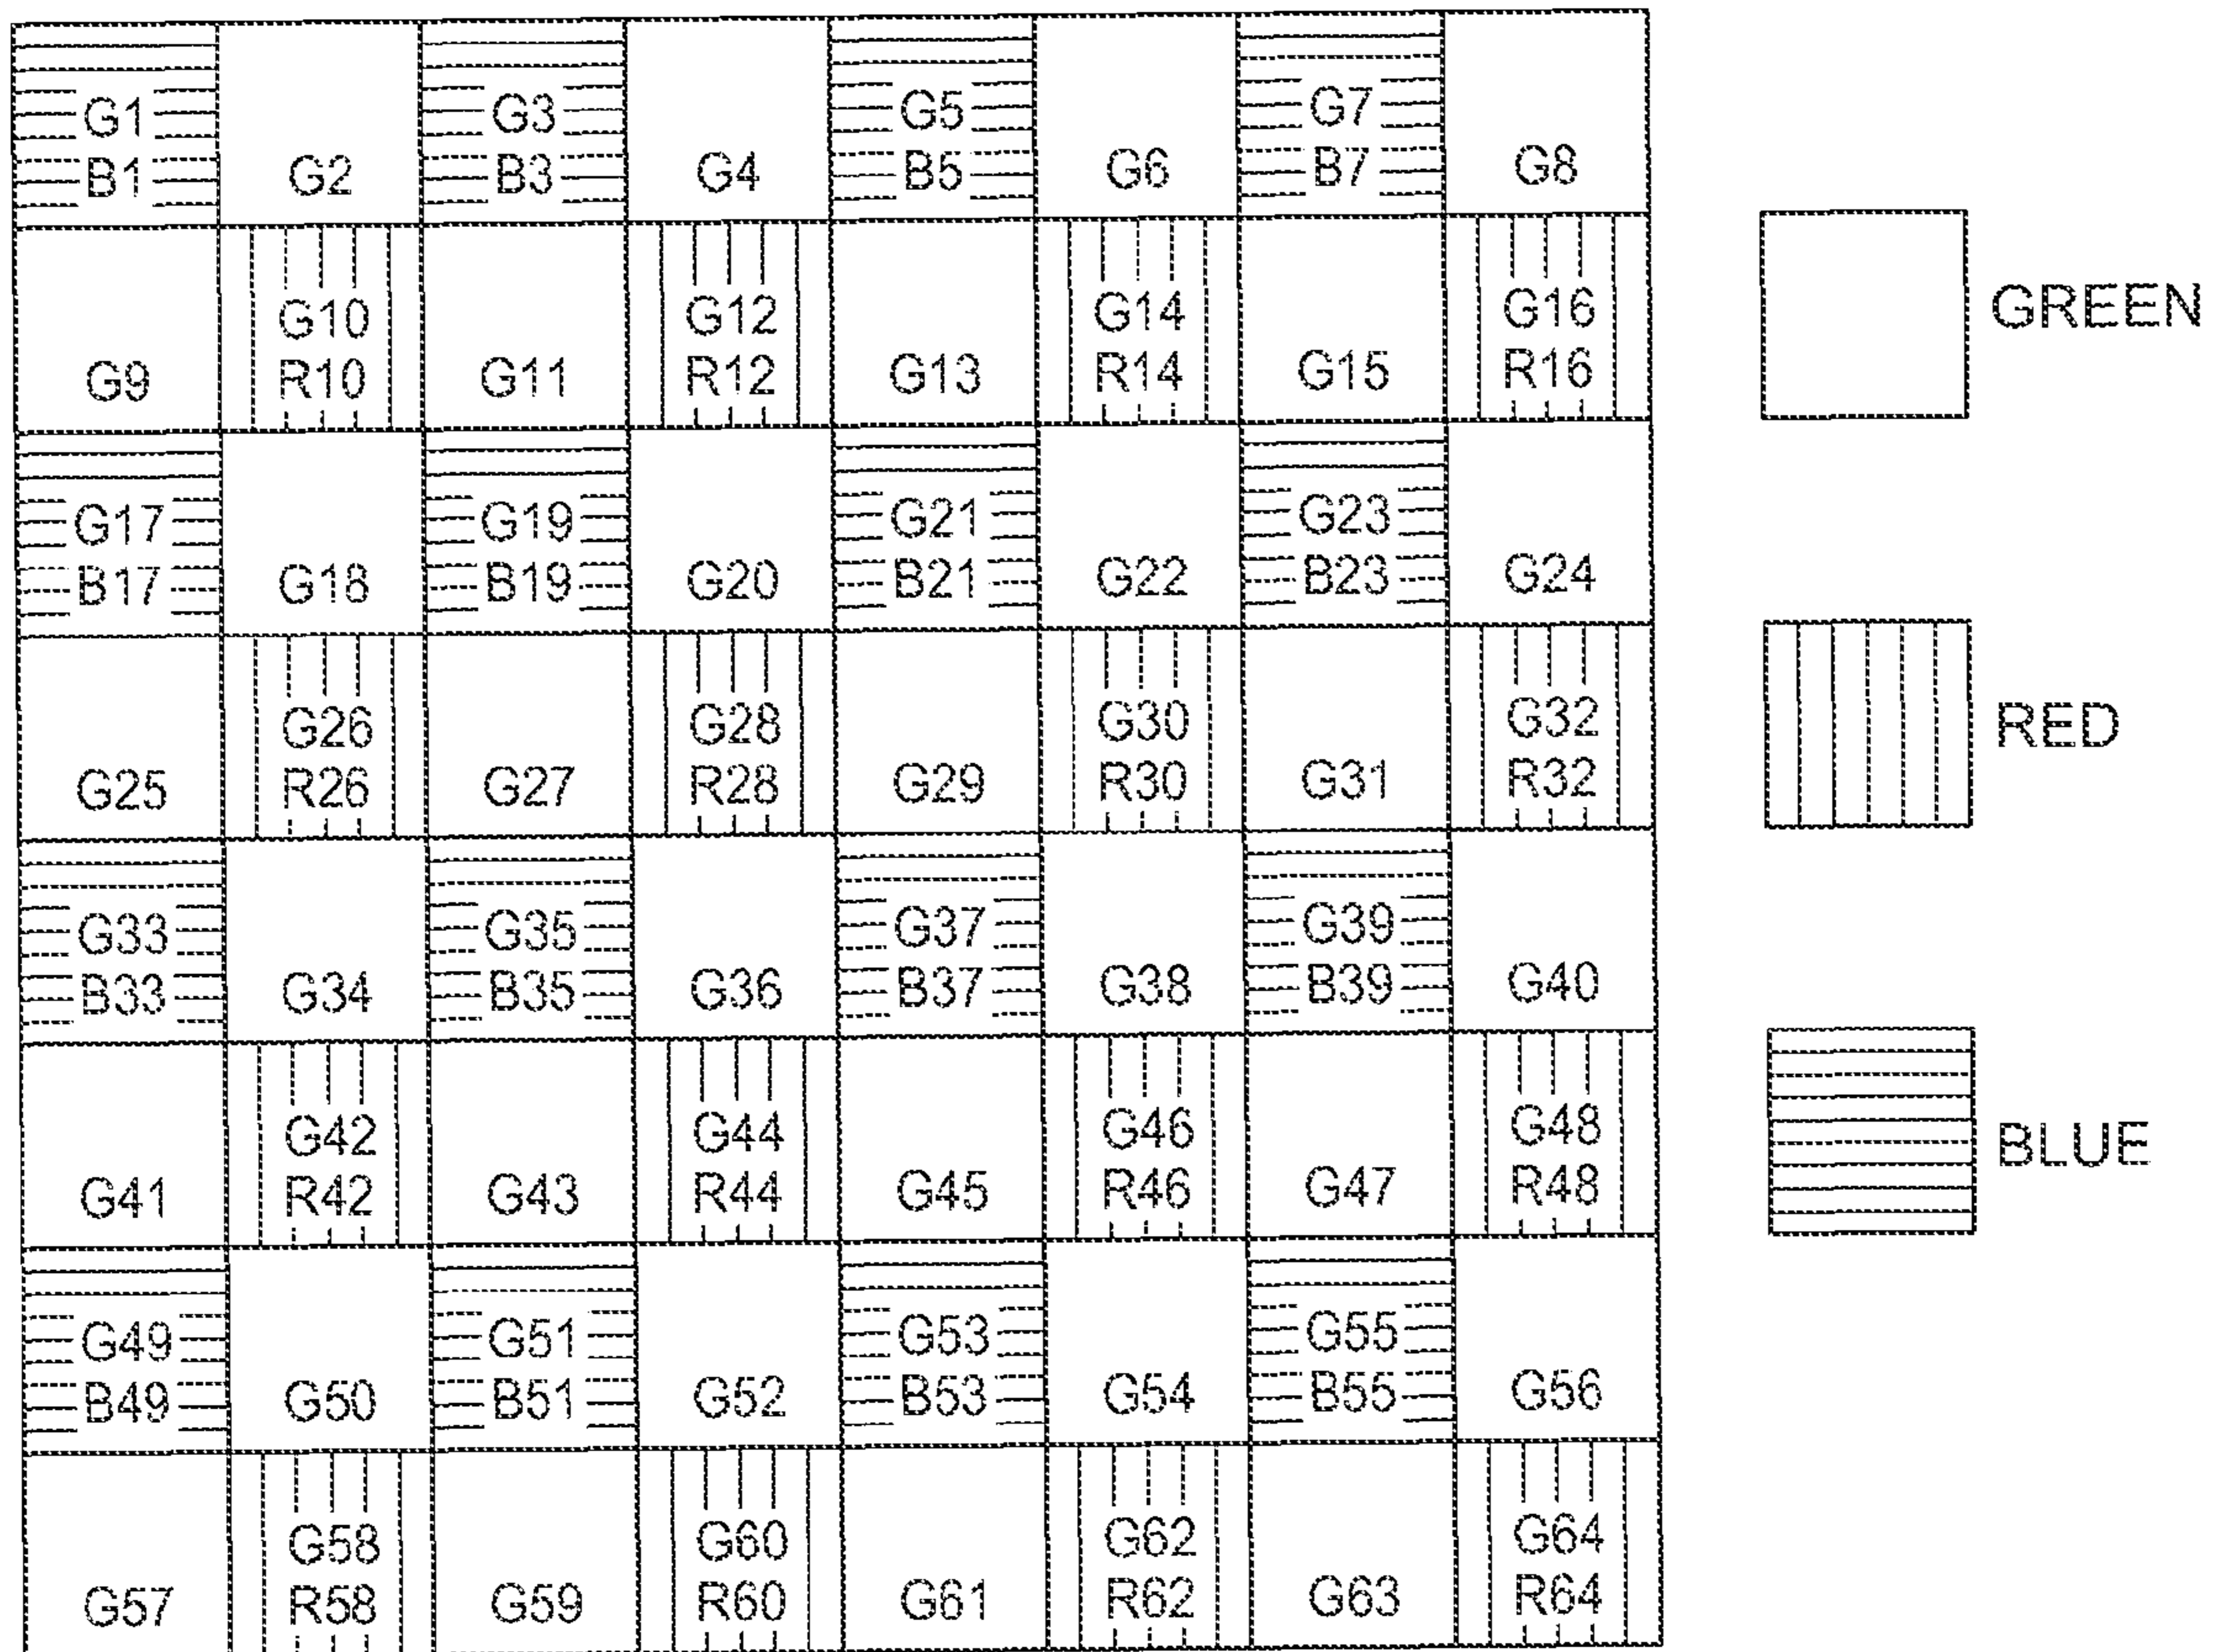 G1 G3 G5 G7
B1 G2 B3 G4 B5 G6 B7 G8
G10 G12 G14 G16 GREEN
G9 R10 G11 R12 G13 R14 G15 R16
G17 G19 G21 G23
B17 G18 B19 G20 B21 G22 B23 G24
G26 G28 G30 G32 RED
G25 R26 G27 R28 G29 R30 G31 R32
G33 G35 G37 G39
B33 G34 B35 G36 B37 G38 B39 G40
G42 G44 G46 G48 BLUE
G41 R42 G43 R44 G45 R46 G47 R48
G49 G51 G53 G55
B49 G50 B51 G52 B53 G54 B55 G56
G58 G60 G62 G64
G57 R58 G59 R60 G61 R62 G63 R64